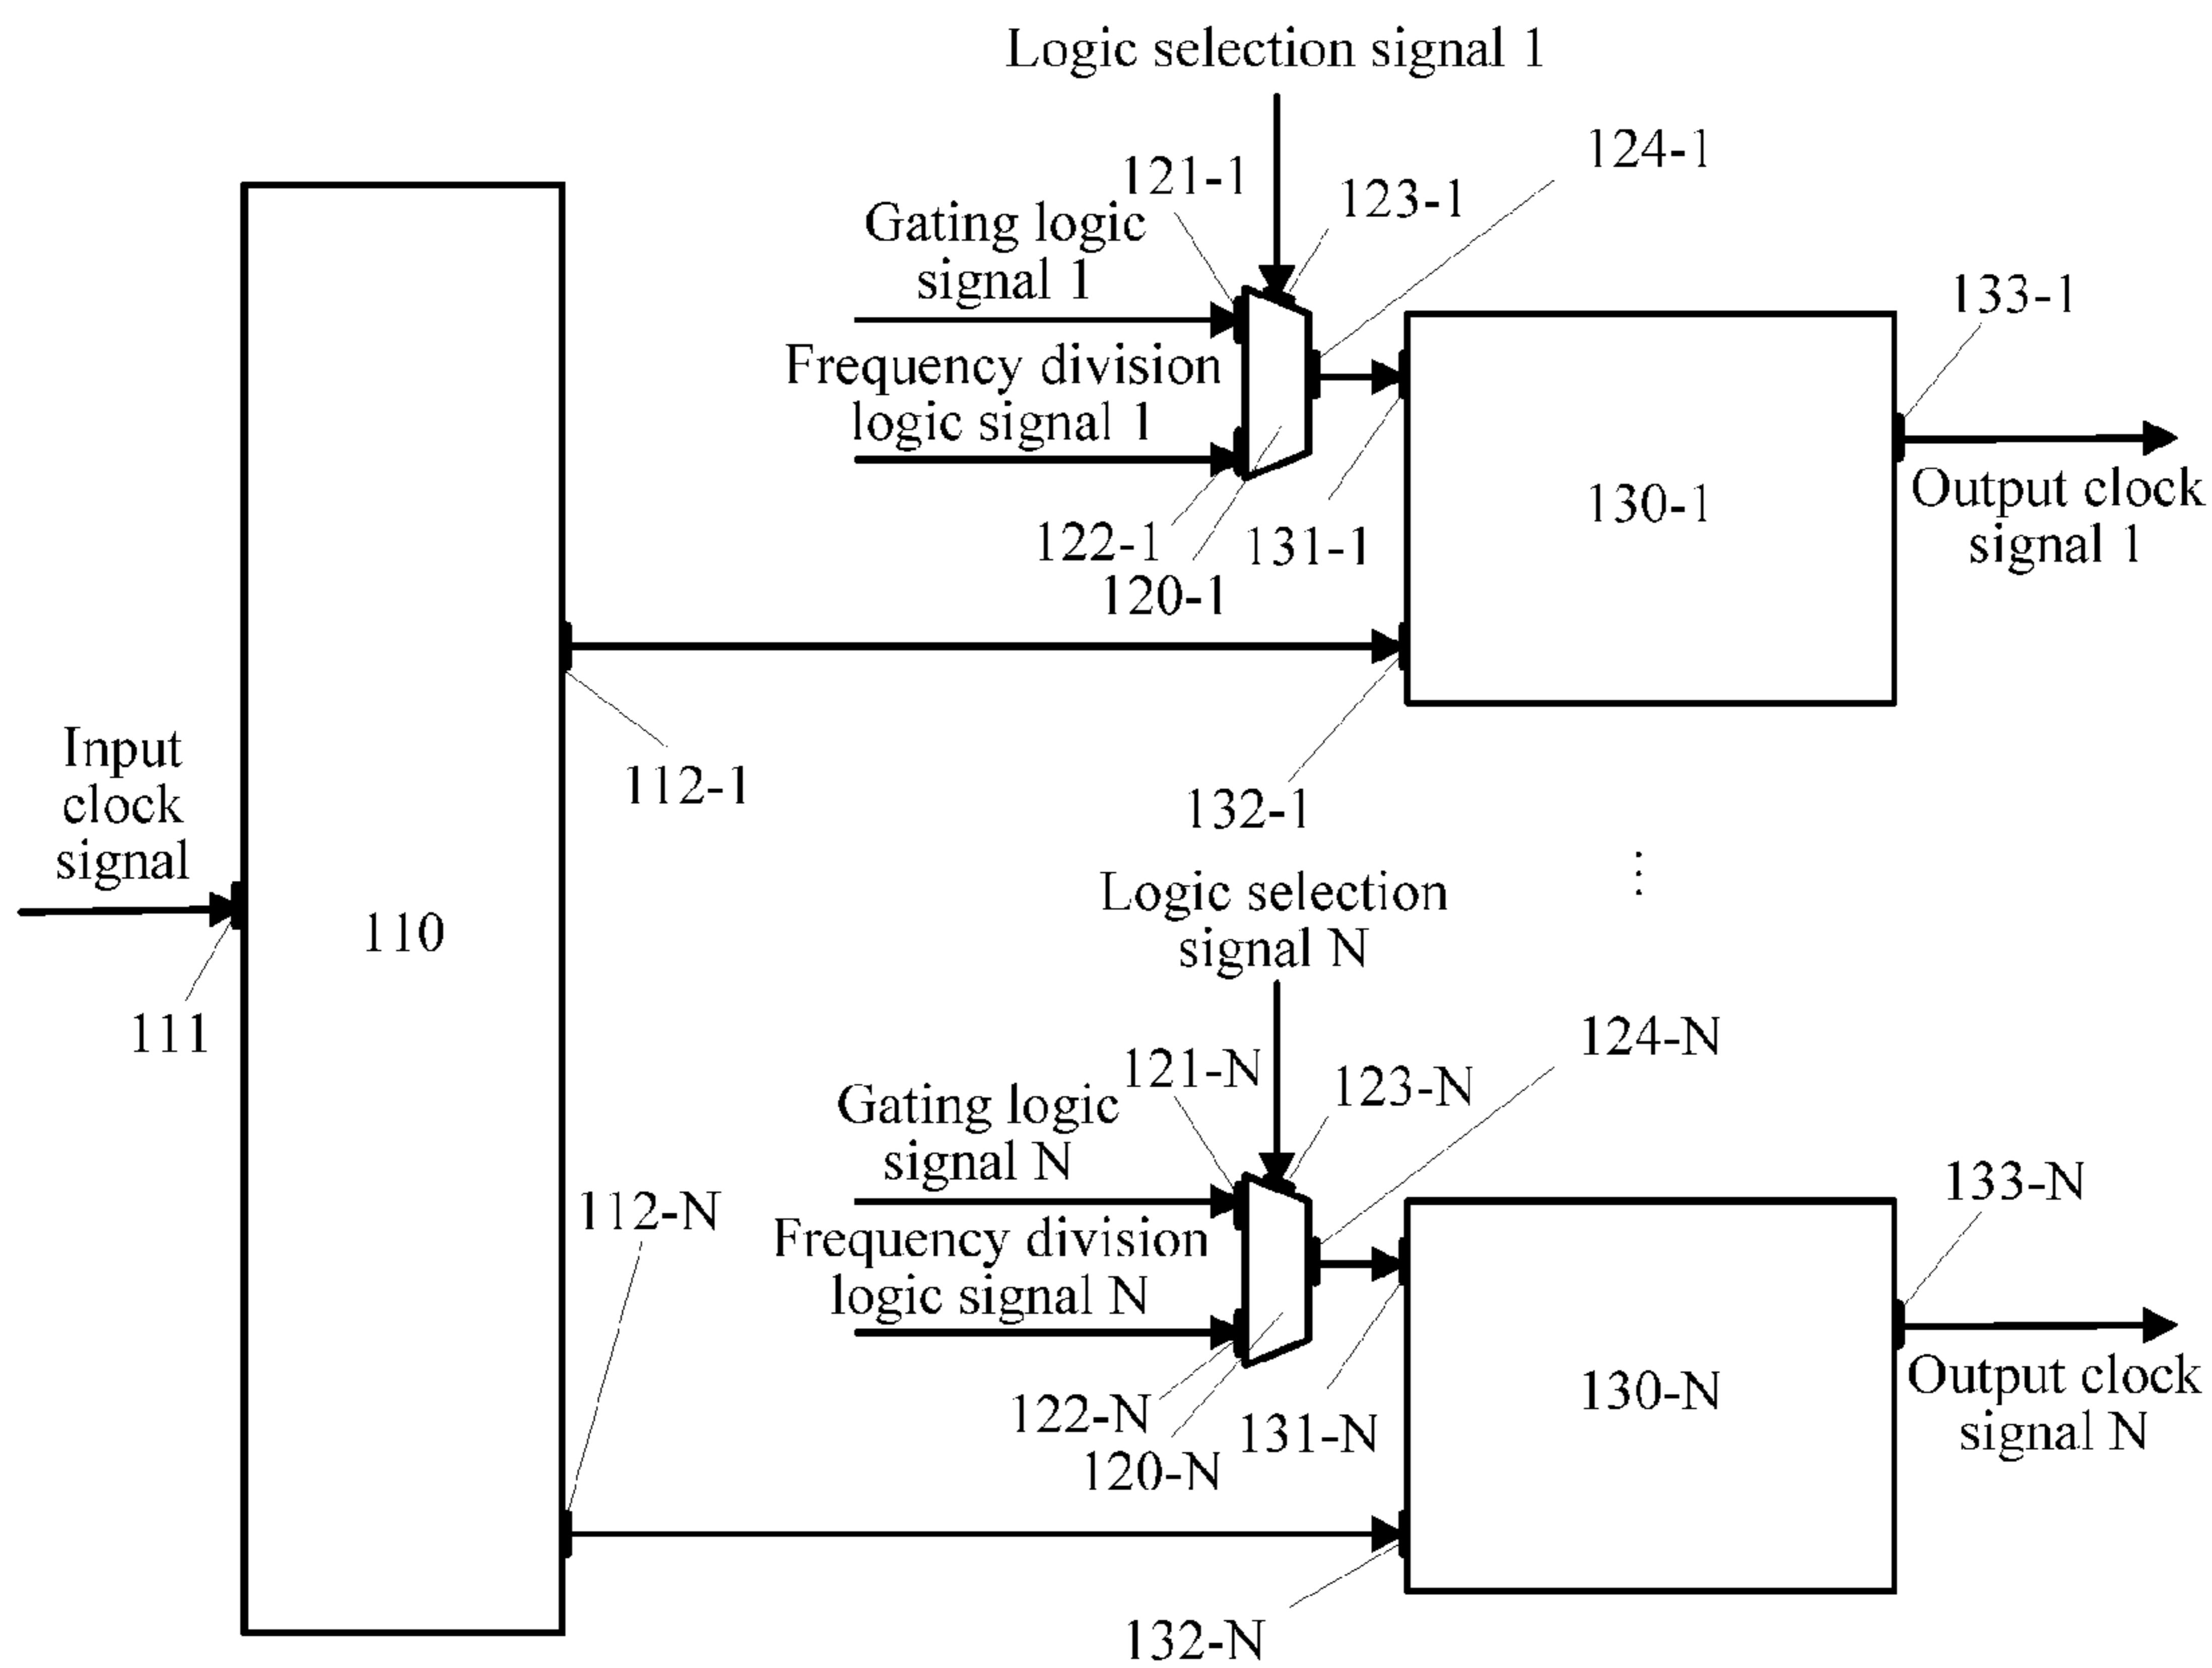 Logic selection signal 1
124-1
121-1
123-1
Gating logic
signal 1
133-1
Frequency division
logic signal 1
Output clock
signal 1
130-1
122-1
131-1
120-1
Input
clock
signal
112-1
132-1
⋮
Logic selection
signal N
110
111
124-N
121-N
123-N
Gating logic
signal N
133-N
112-N
Frequency division
logic signal N
130-N
Output clock
signal N
122-N
131-N
120-N
132-N